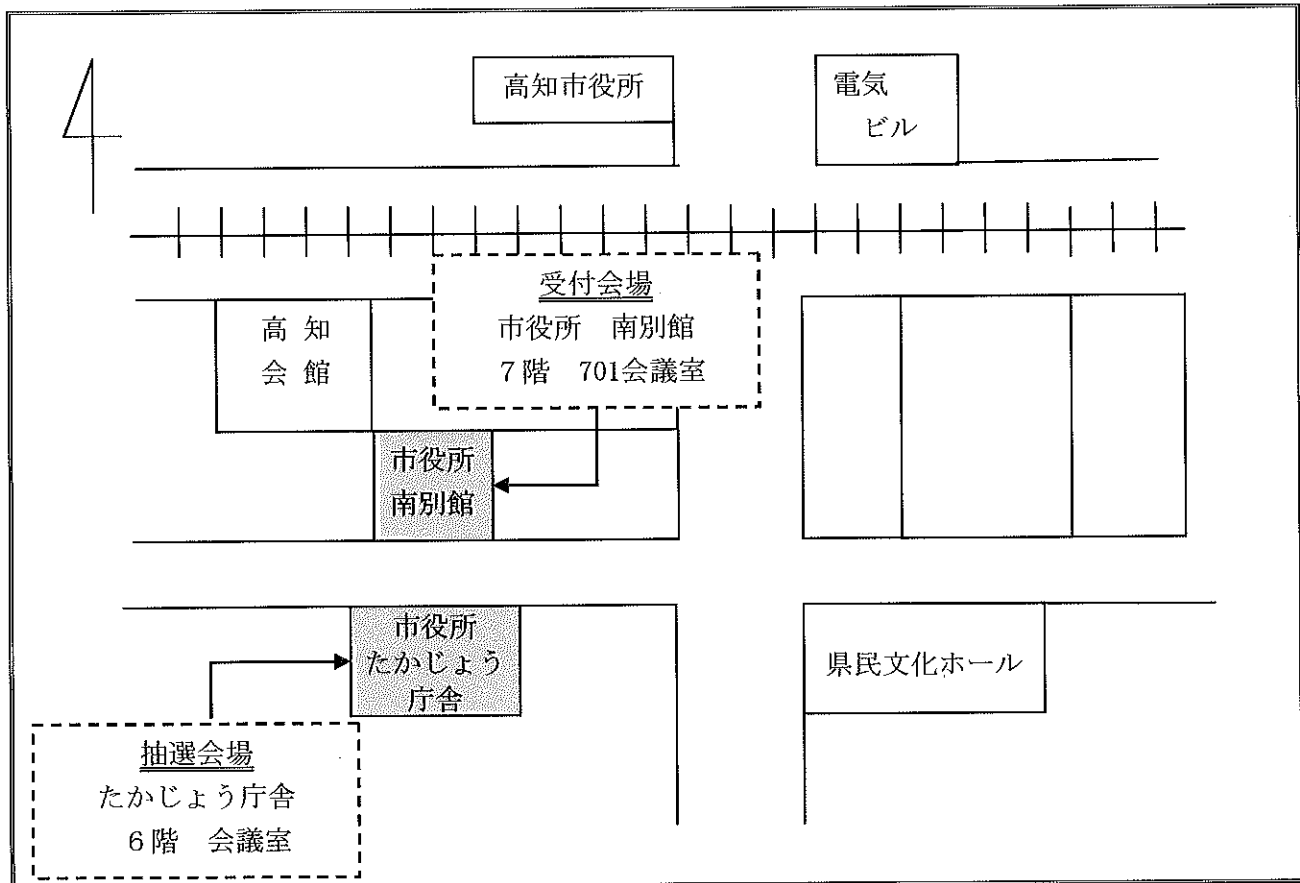 高知市役所
電気
ビル
受付会場
市役所　南別館
７階　701会議室
高 知
会 館
市役所
南別館
市役所
たかじょう
庁舎
県民文化ホール
抽選会場
たかじょう庁舎
６階　会議室